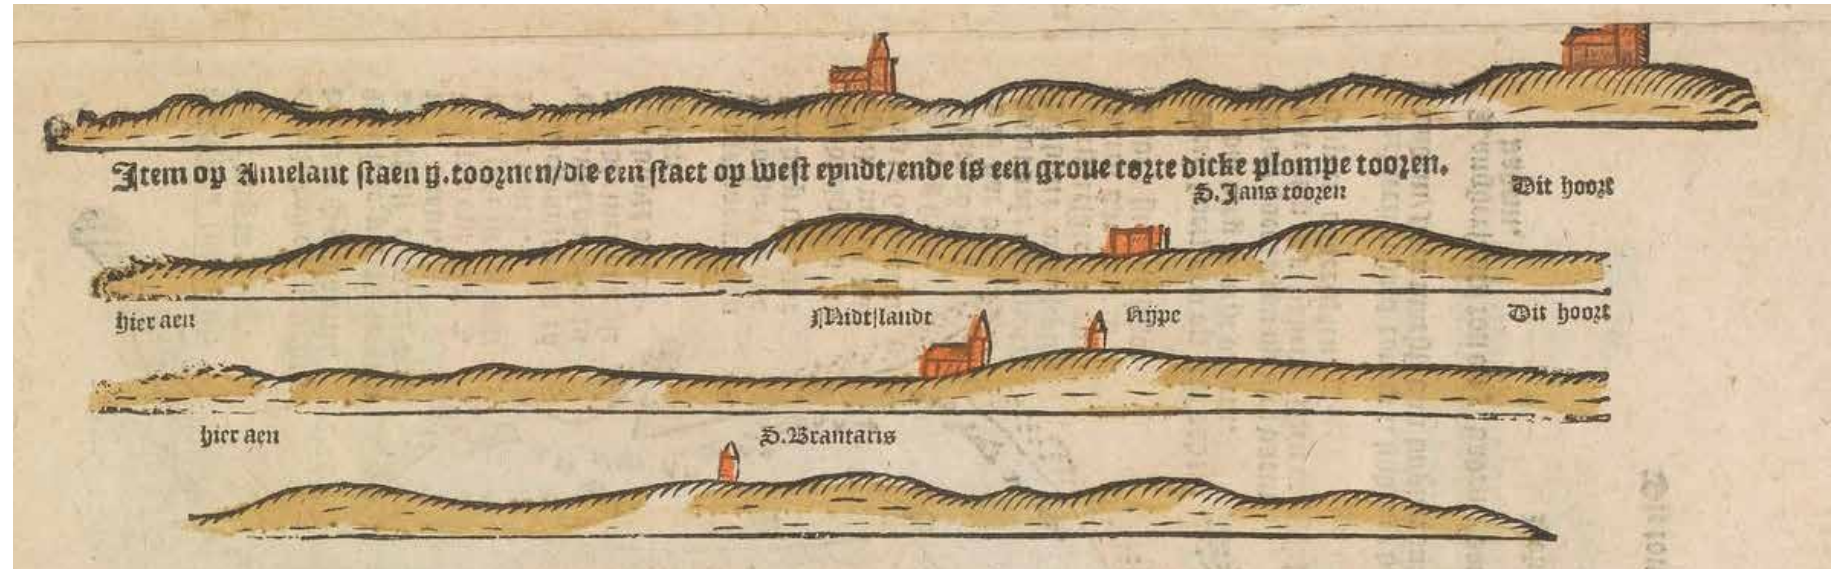 Item op Amelant staen ij. toornen/die een staet op west eyndt/ende is een groue corte dicke plompe tooren.
S. Jans tooren
Dit hoort
hier aen
Midtslandt
Kijpe
Dit hoort
hier aen
S. Brantaris